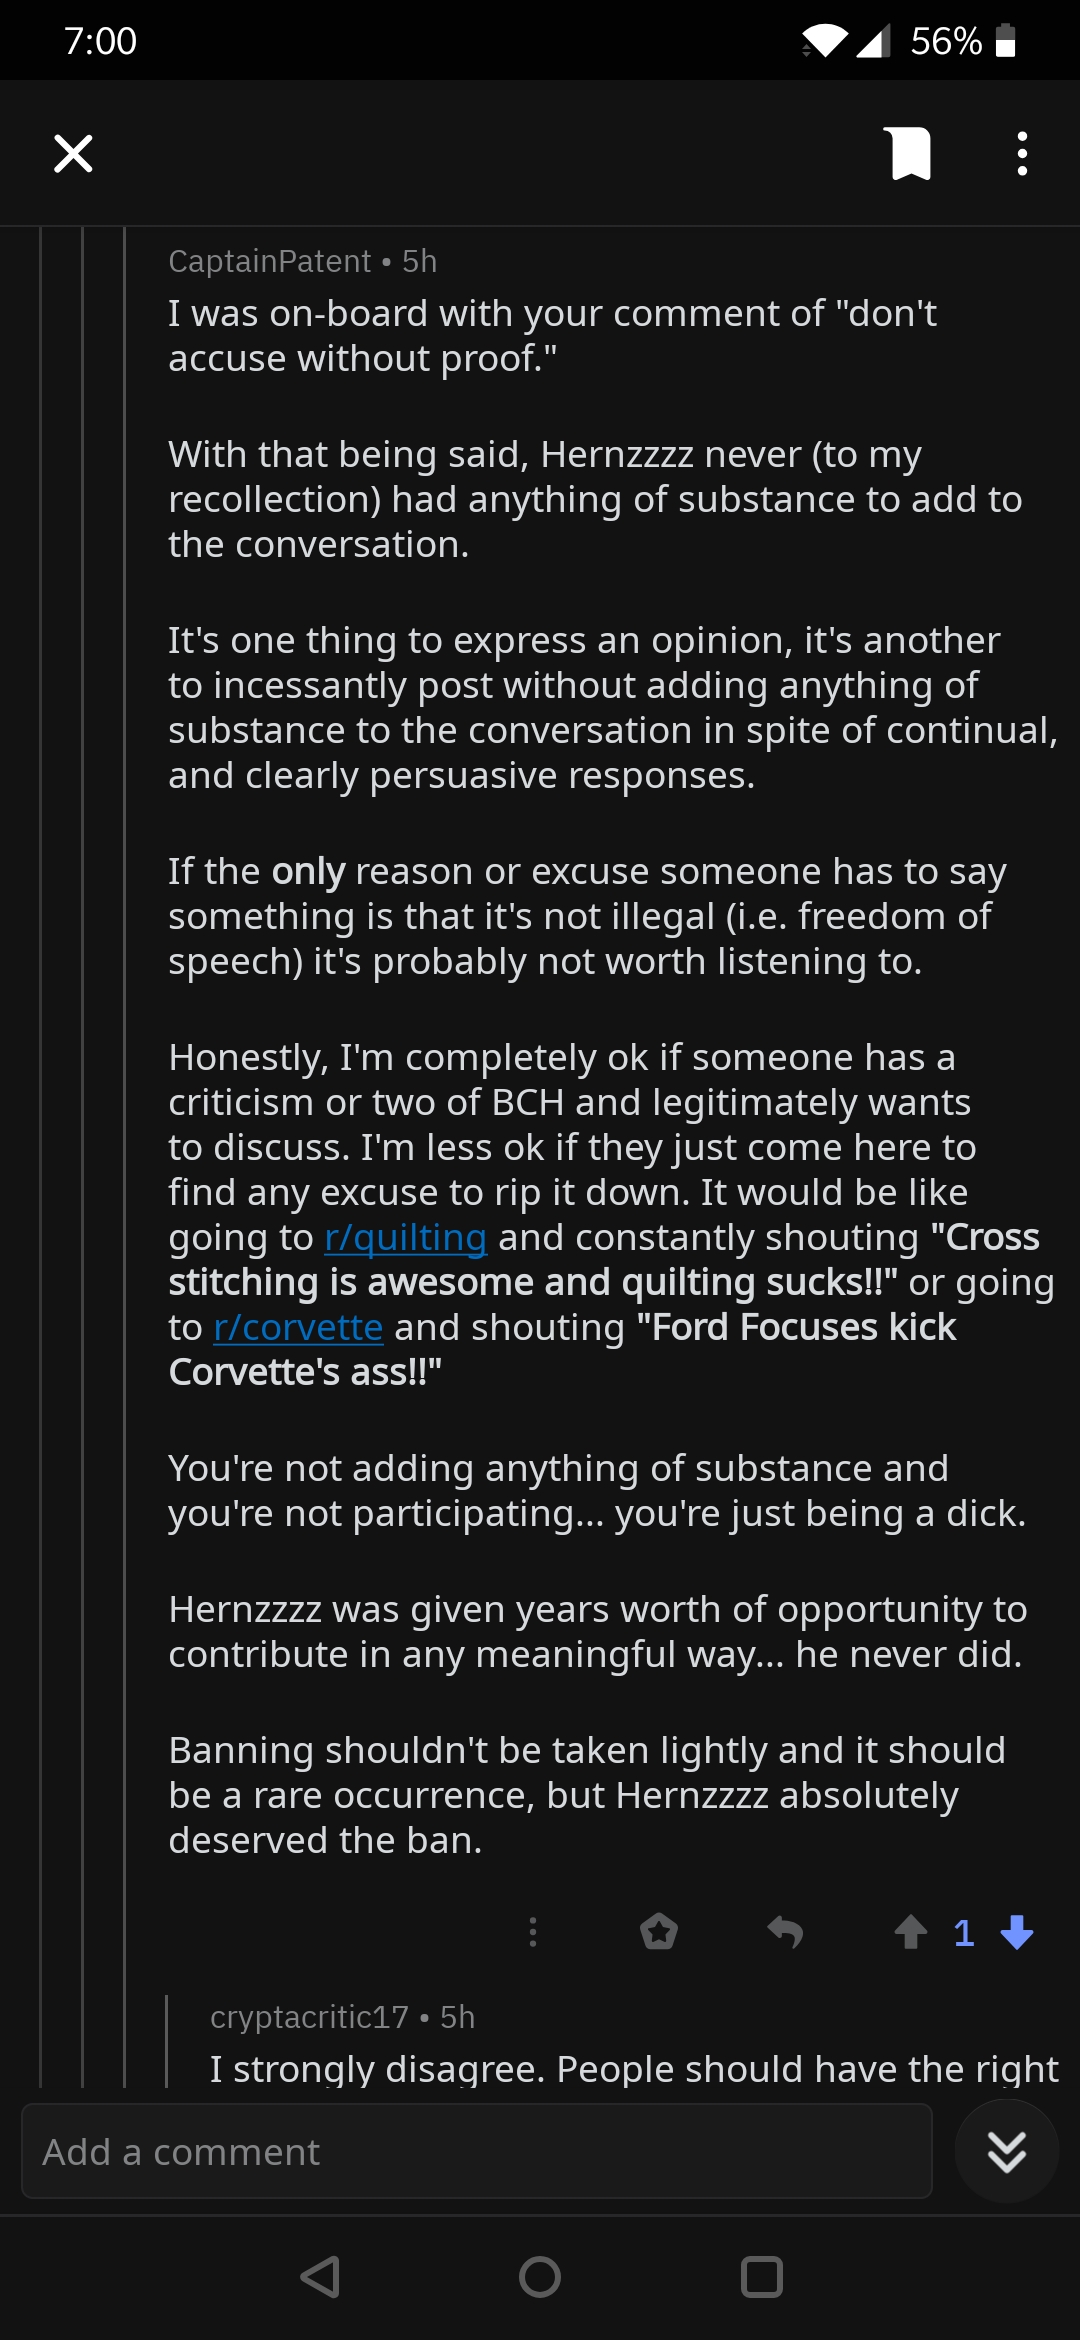 7:00
56%
CaptainPatent • 5h
I was on-board with your comment of "don't
accuse without proof."
With that being said, Hernzzzz never (to my
recollection) had anything of substance to add to
the conversation.
It's one thing to express an opinion, it's another
to incessantly post without adding anything of
substance to the conversation in spite of continual,
and clearly persuasive responses.
If the only reason or excuse someone has to say
something is that it's not illegal (i.e. freedom of
speech) it's probably not worth listening to.
Honestly, I'm completely ok if someone has a
criticism or two of BCH and legitimately wants
to discuss. I'm less ok if they just come here to
find any excuse to rip it down. It would be like
going to r/quilting and constantly shouting "Cross
stitching is awesome and quilting sucks!!" or going
to r/corvette and shouting "Ford Focuses kick
Corvette's ass!!"
You're not adding anything of substance and
you're not participating... you're just being a dick.
Hernzzzz was given years worth of opportunity to
contribute in any meaningful way... he never did.
Banning shouldn't be taken lightly and it should
be a rare occurrence, but Hernzzzz absolutely
deserved the ban.
1
cryptacritic17 • 5h
I strongly disagree. People should have the right
Add a comment